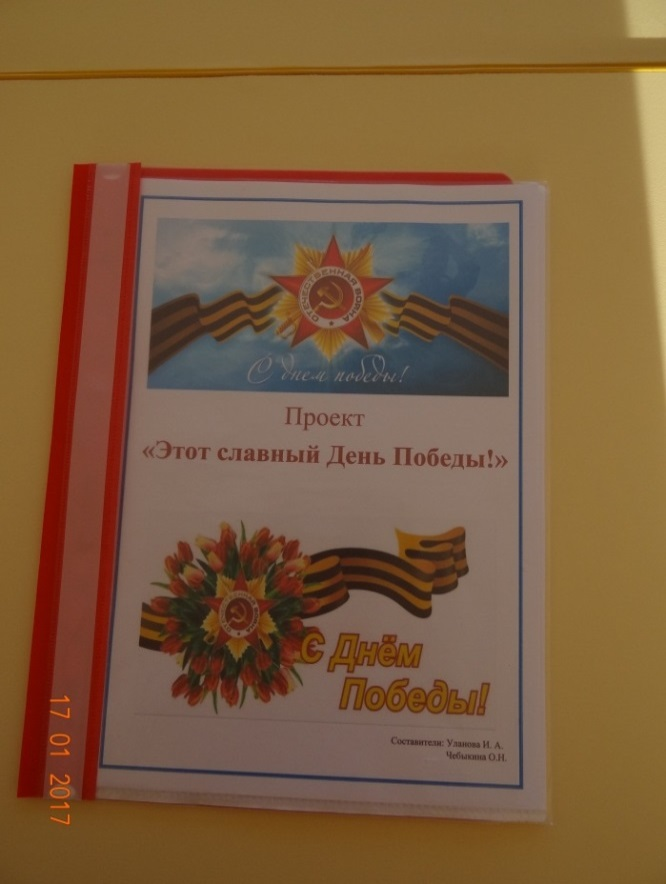 ОТЕЧЕСТВЕННАЯ ВОЙНА
С днем победы!
Проект
«Этот славный День Победы!»
С Днём
Победы!
Составители: Уланова И. А.
Чебыкина О.Н.
17 01 2017